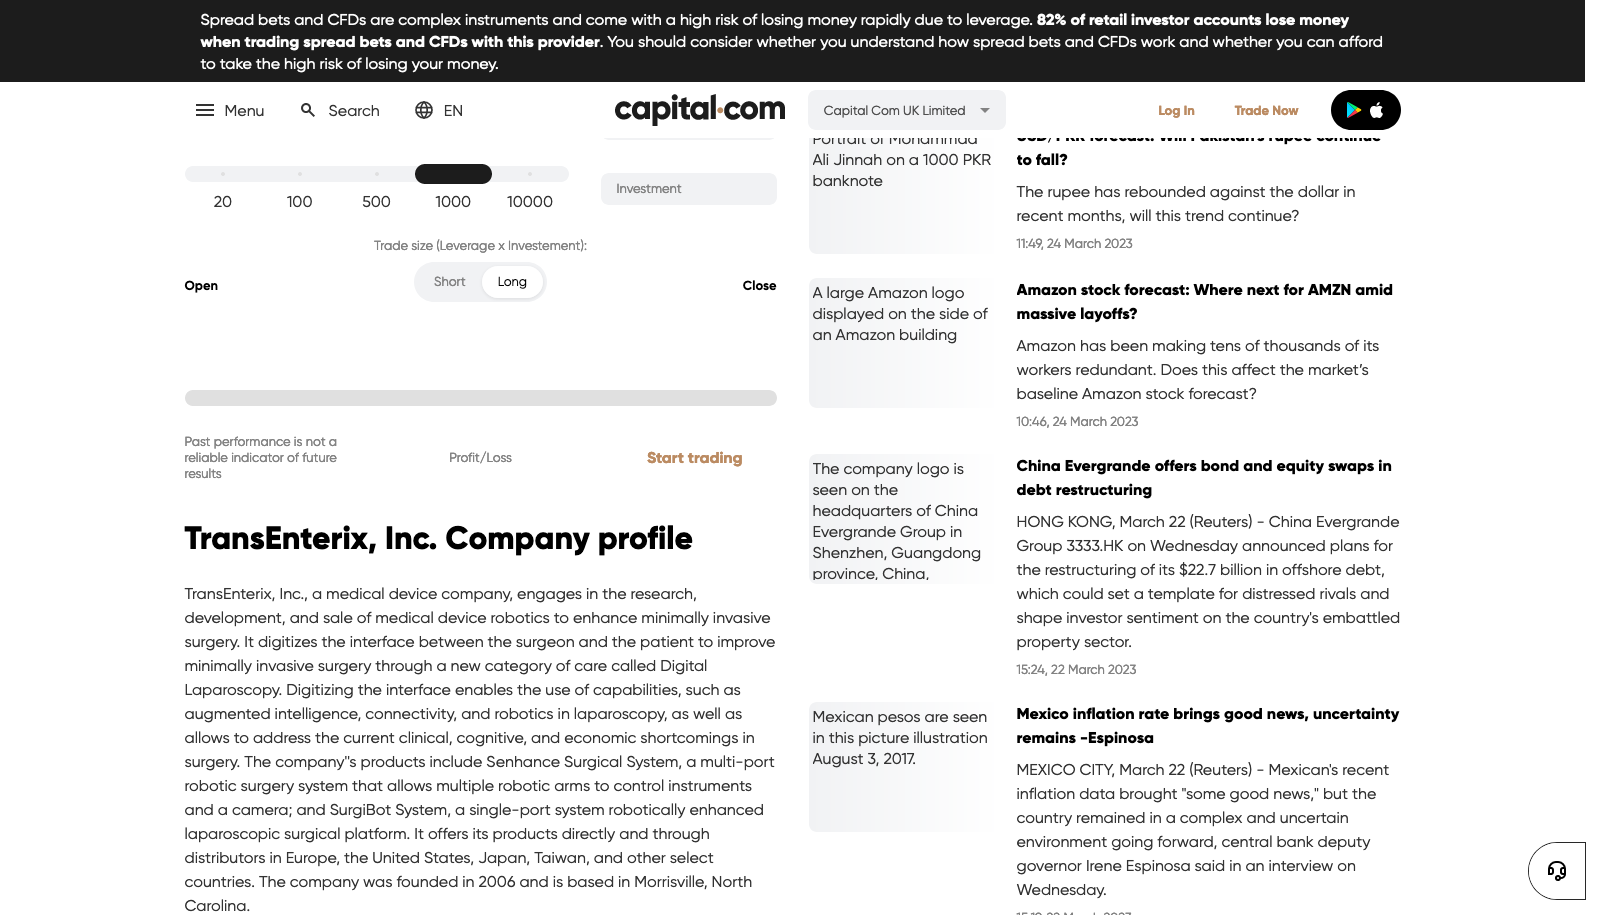 Spread bets and CFDs are complex instruments and come with a high risk of losing money rapidly due to leverage. 82% of retail investor accounts lose money
when trading spread bets and CFDs with this provider. You should consider whether you understand how spread bets and CFDs work and whether you can afford
to take the high risk of losing your money.
Menu
Search
EN
capital.com
Capital Com UK Limited
Log In
Trade Now
20
100
500
1000
10000
Investment
Trade size (Leverage x Investement):
Open
Short
Long
Close
Past performance is not a
reliable indicator of future
results
Profit/Loss
Start trading
TransEnterix, Inc. Company profile
TransEnterix, Inc., a medical device company, engages in the research,
development, and sale of medical device robotics to enhance minimally invasive
surgery. It digitizes the interface between the surgeon and the patient to improve
minimally invasive surgery through a new category of care called Digital
Laparoscopy. Digitizing the interface enables the use of capabilities, such as
augmented intelligence, connectivity, and robotics in laparoscopy, as well as
allows to address the current clinical, cognitive, and economic shortcomings in
surgery. The company"s products include Senhance Surgical System, a multi-port
robotic surgery system that allows multiple robotic arms to control instruments
and a camera; and SurgiBot System, a single-port system robotically enhanced
laparoscopic surgical platform. It offers its products directly and through
distributors in Europe, the United States, Japan, Taiwan, and other select
countries. The company was founded in 2006 and is based in Morrisville, North
Carolina.
Portrait of Mohammad
Ali Jinnah on a 1000 PKR
banknote
USD/PKR forecast: Will Pakistan's rupee continue
to fall?
The rupee has rebounded against the dollar in
recent months, will this trend continue?
11:49, 24 March 2023
A large Amazon logo
displayed on the side of
an Amazon building
Amazon stock forecast: Where next for AMZN amid
massive layoffs?
Amazon has been making tens of thousands of its
workers redundant. Does this affect the market's
baseline Amazon stock forecast?
10:46, 24 March 2023
The company logo is
seen on the
headquarters of China
Evergrande Group in
Shenzhen, Guangdong
province, China,
China Evergrande offers bond and equity swaps in
debt restructuring
HONG KONG, March 22 (Reuters) - China Evergrande
Group 3333.HK on Wednesday announced plans for
the restructuring of its $22.7 billion in offshore debt,
which could set a template for distressed rivals and
shape investor sentiment on the country's embattled
property sector.
15:24, 22 March 2023
Mexican pesos are seen
in this picture illustration
August 3, 2017.
Mexico inflation rate brings good news, uncertainty
remains -Espinosa
MEXICO CITY, March 22 (Reuters) - Mexican's recent
inflation data brought "some good news," but the
country remained in a complex and uncertain
environment going forward, central bank deputy
governor Irene Espinosa said in an interview on
Wednesday.